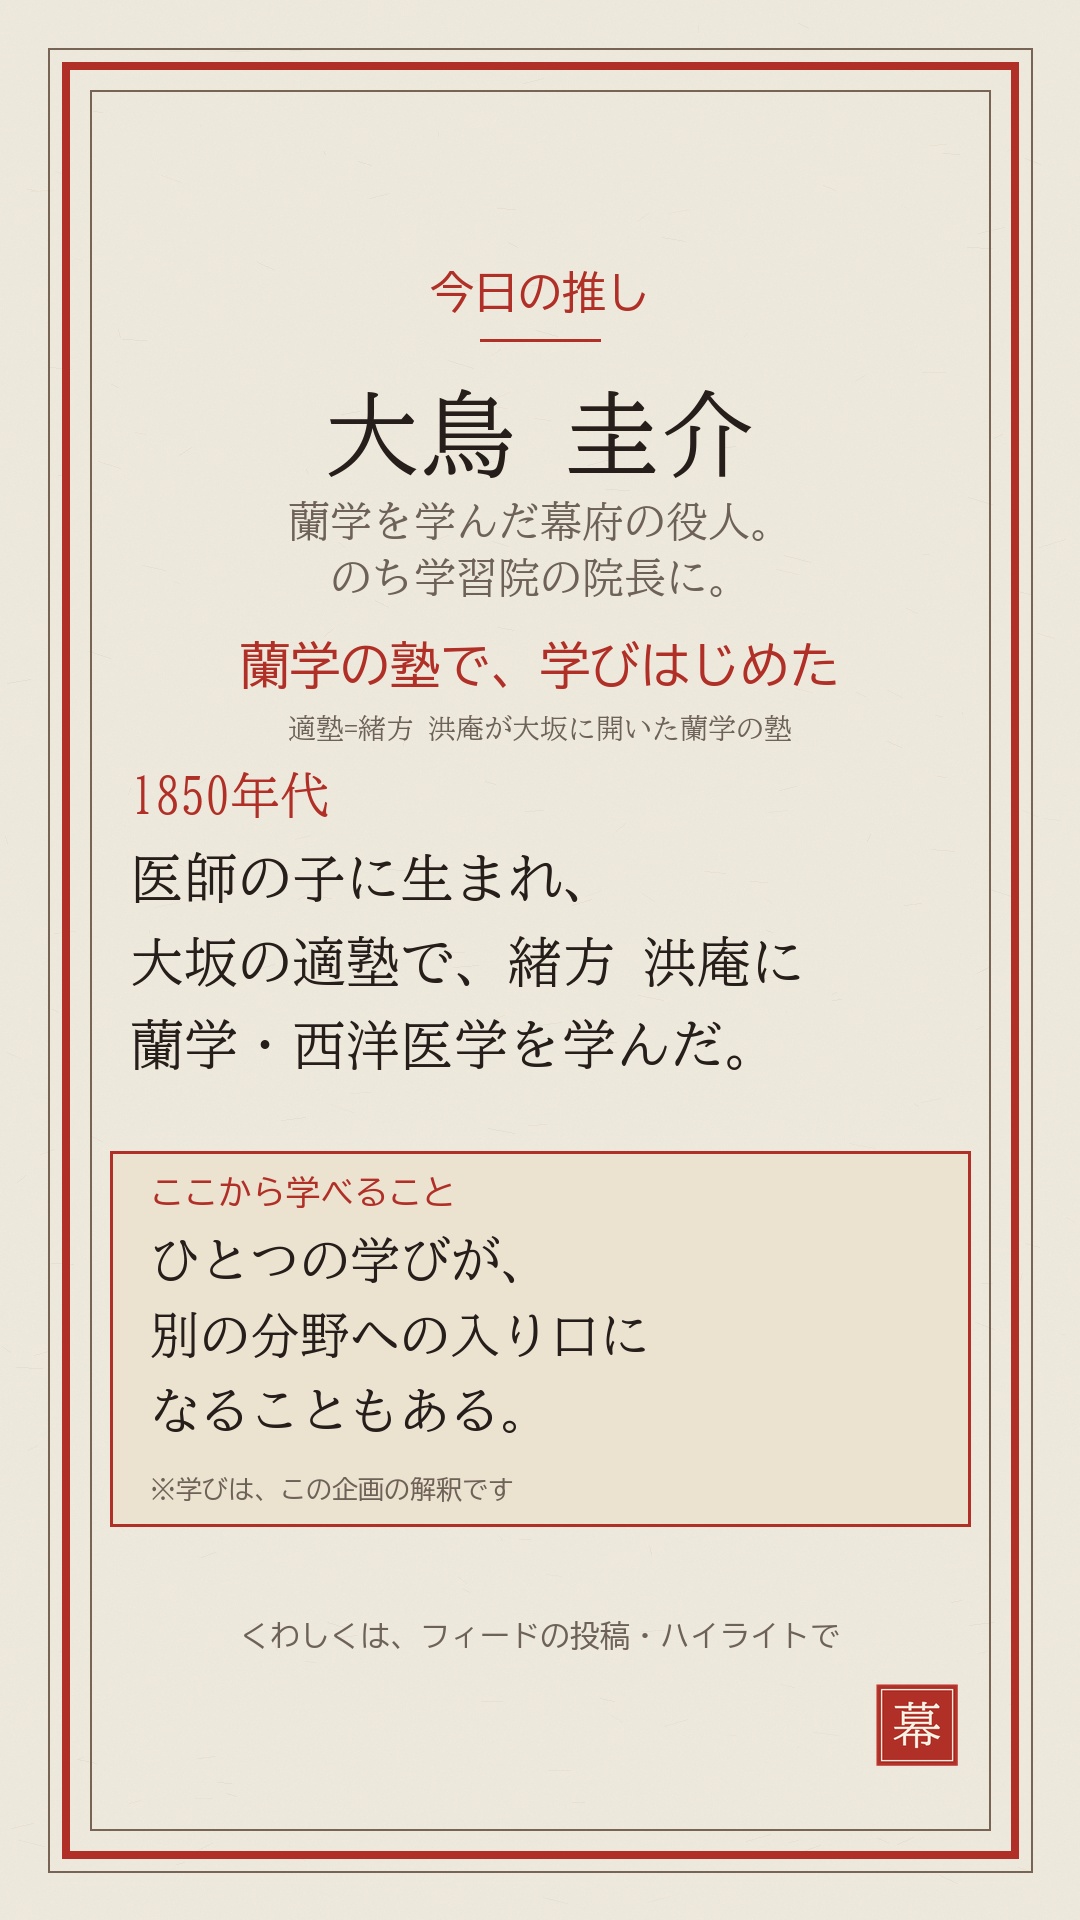 今日の推し
大鳥 圭介
蘭学を学んだ幕府の役人。
のち学習院の院長に。
蘭学の塾で、学びはじめた
適塾=緒方 洪庵が大坂に開いた蘭学の塾
1850年代
医師の子に生まれ、
大坂の適塾で、緒方 洪庵に
蘭学・西洋医学を学んだ。
ここから学べること
ひとつの学びが、
別の分野への入り口に
なることもある。
※学びは、この企画の解釈です
くわしくは、フィードの投稿・ハイライトで
幕